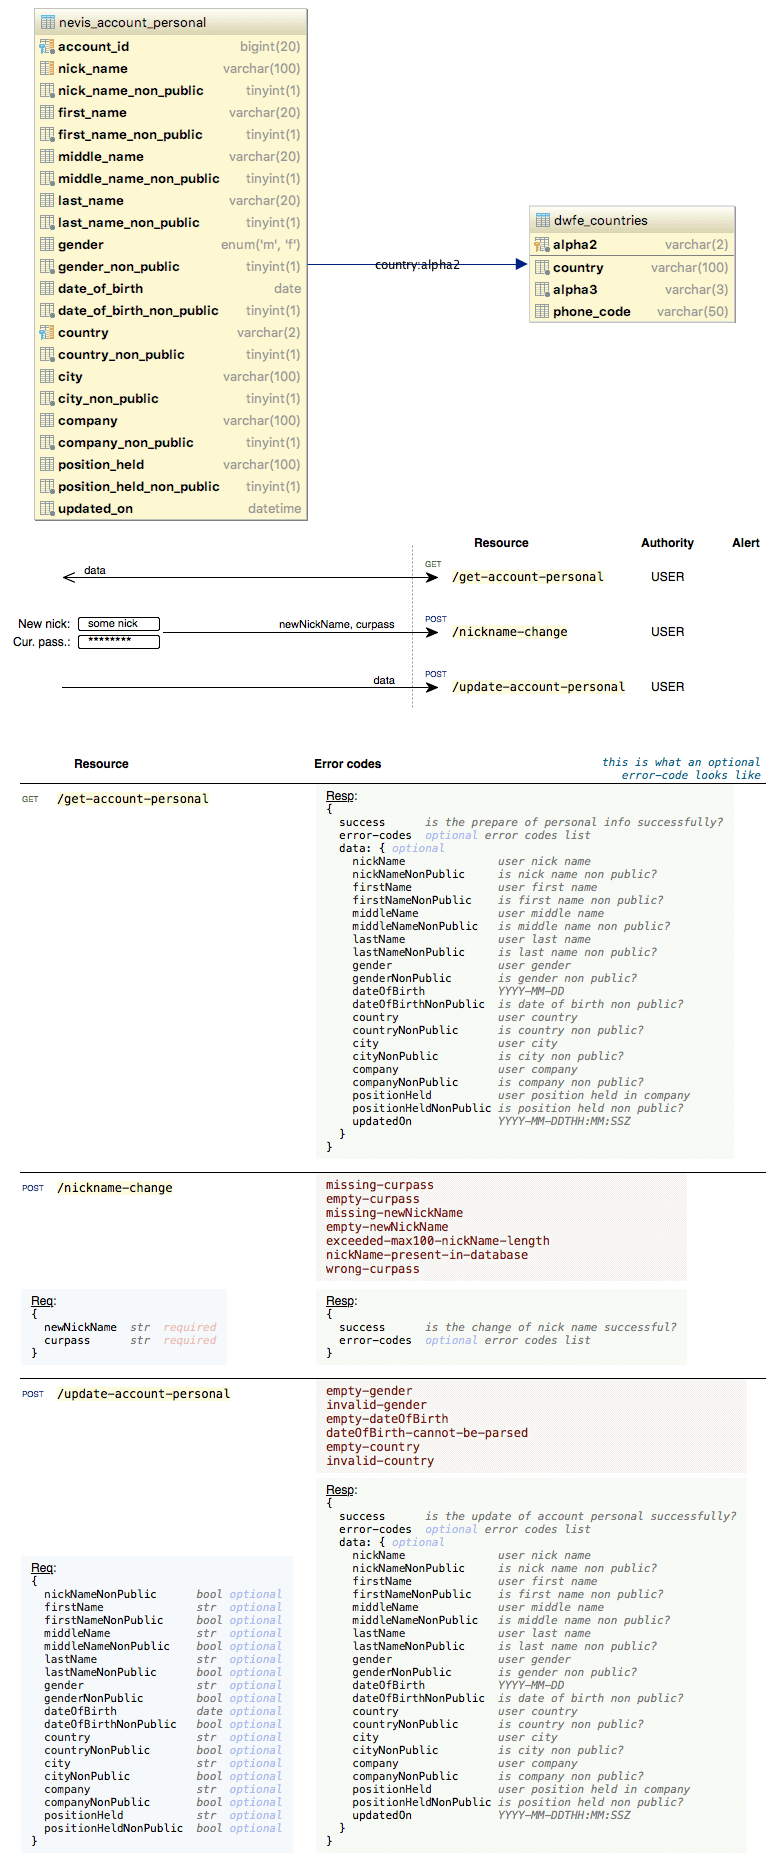 nevis_account_personal
account_id bigint(20)
nick_name varchar(100)
nick_name_non_public tinyint(1)
first_name varchar(20)
first_name_non_public tinyint(1)
middle_name varchar(20)
middle_name_non_public tinyint(1)
last_name varchar(20)
last_name_non_public tinyint(1)
gender enum('m', 'f')
gender_non_public tinyint(1)
date_of_birth date
date_of_birth_non_public tinyint(1)
country varchar(2)
country_non_public tinyint(1)
city varchar(100)
city_non_public tinyint(1)
company varchar(100)
company_non_public tinyint(1)
position_held varchar(100)
position_held_non_public tinyint(1)
updated_on datetime
country:alpha2
dwfe_countries
alpha2 varchar(2)
country varchar(100)
alpha3 varchar(3)
phone_code varchar(50)
Resource Authority Alert
data GET /get-account-personal USER
New nick: some nick
Cur. pass.: ********
newNickName, curpass POST /nickname-change USER
data POST /update-account-personal USER
Resource Error codes this is what an optional
error-code looks like
GET /get-account-personal
Resp:
{
success is the prepare of personal info successfully?
error-codes optional error codes list
data: { optional
nickName user nick name
nickNameNonPublic is nick name non public?
firstName user first name
firstNameNonPublic is first name non public?
middleName user middle name
middleNameNonPublic is middle name non public?
lastName user last name
lastNameNonPublic is last name non public?
gender user gender
genderNonPublic is gender non public?
dateOfBirth YYYY-MM-DD
dateOfBirthNonPublic is date of birth non public?
country user country
countryNonPublic is country non public?
city user city
cityNonPublic is city non public?
company user company
companyNonPublic is company non public?
positionHeld user position held in company
positionHeldNonPublic is position held non public?
updatedOn YYYY-MM-DDTHH:MM:SSZ
}
}
POST /nickname-change
missing-curpass
empty-curpass
missing-newNickName
empty-newNickName
exceeded-max100-nickName-length
nickName-present-in-database
wrong-curpass
Req:
{
newNickName str required
curpass str required
}
Resp:
{
success is the change of nick name successful?
error-codes optional error codes list
}
POST /update-account-personal
empty-gender
invalid-gender
empty-dateOfBirth
dateOfBirth-cannot-be-parsed
empty-country
invalid-country
Req:
{
nickNameNonPublic bool optional
firstName str optional
firstNameNonPublic bool optional
middleName str optional
middleNameNonPublic bool optional
lastName str optional
lastNameNonPublic bool optional
gender str optional
genderNonPublic bool optional
dateOfBirth date optional
dateOfBirthNonPublic bool optional
country str optional
countryNonPublic bool optional
city str optional
cityNonPublic bool optional
company str optional
companyNonPublic bool optional
positionHeld str optional
positionHeldNonPublic bool optional
}
Resp:
{
success is the update of account personal successfully?
error-codes optional error codes list
data: { optional
nickName user nick name
nickNameNonPublic is nick name non public?
firstName user first name
firstNameNonPublic is first name non public?
middleName user middle name
middleNameNonPublic is middle name non public?
lastName user last name
lastNameNonPublic is last name non public?
gender user gender
genderNonPublic is gender non public?
dateOfBirth YYYY-MM-DD
dateOfBirthNonPublic is date of birth non public?
country user country
countryNonPublic is country non public?
city user city
cityNonPublic is city non public?
company user company
companyNonPublic is company non public?
positionHeld user position held in company
positionHeldNonPublic is position held non public?
updatedOn YYYY-MM-DDTHH:MM:SSZ
}
}